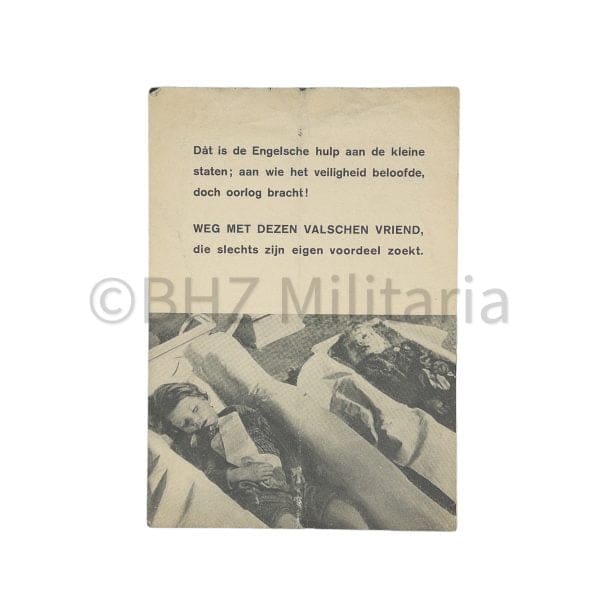 Dàt is de Engelsche hulp aan de kleine
staten; aan wie het veiligheid beloofde,
doch oorlog bracht!
WEG MET DEZEN VALSCHEN VRIEND,
die slechts zijn eigen voordeel zoekt.
©BHZ Militaria